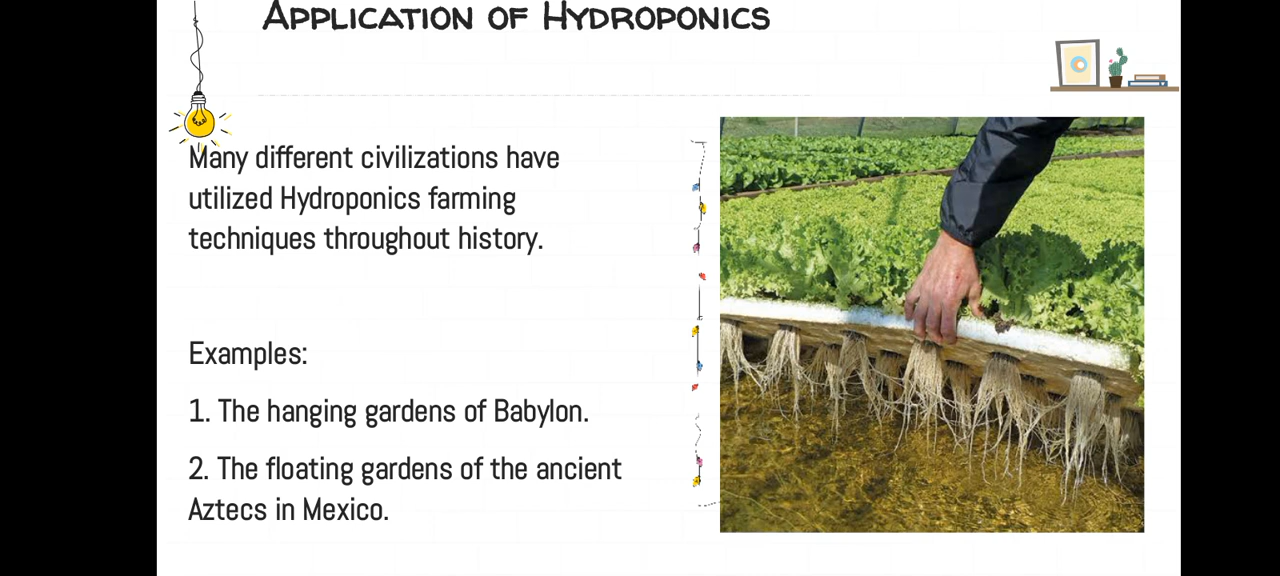 Application of Hydroponics
Many different civilizations have
utilized Hydroponics farming
techniques throughout history.
Examples:
1. The hanging gardens of Babylon.
2. The floating gardens of the ancient
Aztecs in Mexico.